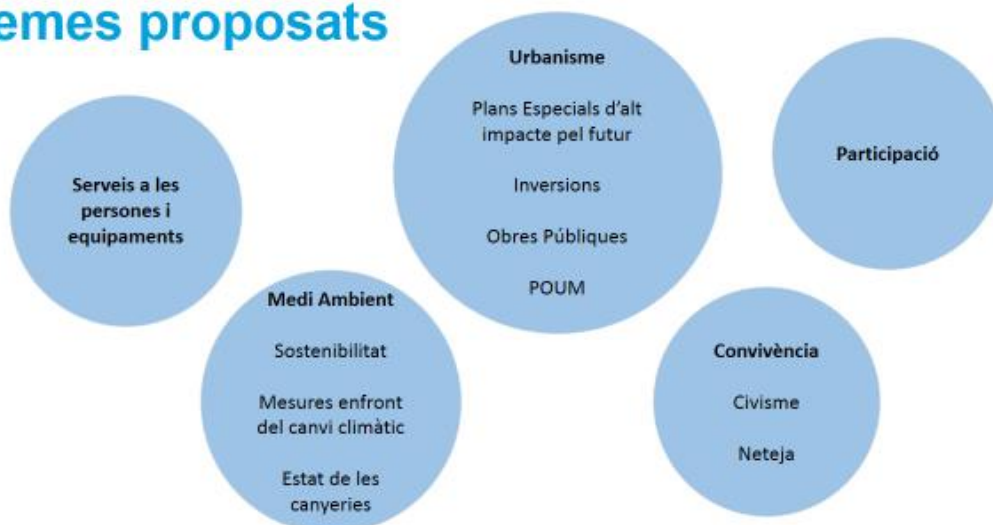 emes proposats
Urbanisme
Plans Especials d'alt
impacte pel futur
Inversions
Obres Públiques
POUM
Participació
Serveis a les
persones i
equipaments
Medi Ambient
Sostenibilitat
Mesures enfront
del canvi climàtic
Estat de les
canyeries
Convivència
Civisme
Neteja